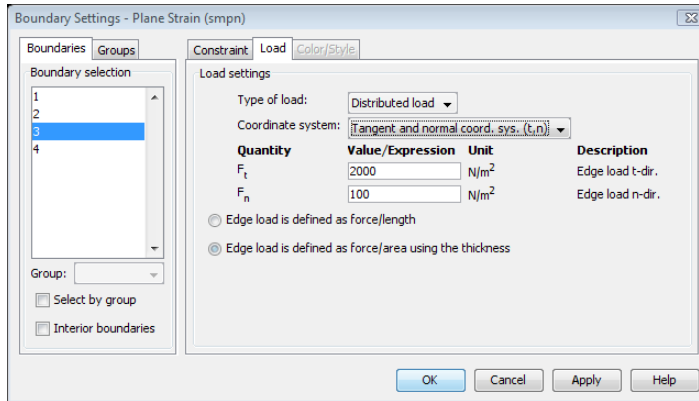 Boundary Settings - Plane Strain (smpn)
Boundaries Groups
Boundary selection
1
2
3
4
Group:
Select by group
Interior boundaries
Constraint Load Color/Style
Load settings
Type of load: Distributed load
Coordinate system: Tangent and normal coord. sys. (t,n)
Quantity Value/Expression Unit Description
Ft 2000 N/m² Edge load t-dir.
Fn 100 N/m² Edge load n-dir.
Edge load is defined as force/length
Edge load is defined as force/area using the thickness
OK Cancel Apply Help